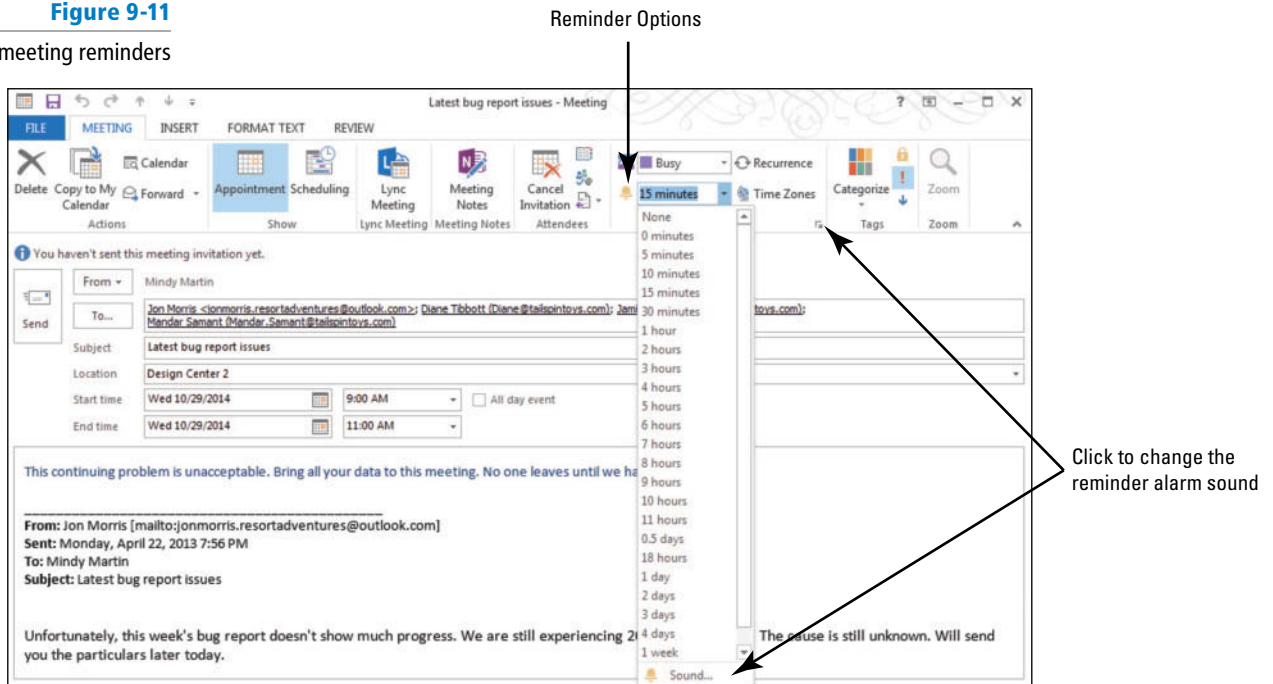 Figure 9-11
meeting reminders
Reminder Options
Latest bug report issues - Meeting
?
FILE MEETING INSERT FORMAT TEXT REVIEW
Delete
Copy to My Calendar
Calendar
Forward
Actions
Appointment Scheduling
Show
Lync Meeting
Lync Meeting
Meeting Notes
Meeting Notes
Cancel Invitation
Attendees
Busy
15 minutes
Recurrence
Time Zones
Categorize
Tags
Zoom
Zoom
None
0 minutes
5 minutes
10 minutes
15 minutes
30 minutes
1 hour
2 hours
3 hours
4 hours
5 hours
6 hours
7 hours
8 hours
9 hours
10 hours
11 hours
0.5 days
18 hours
1 day
2 days
3 days
4 days
1 week
Sound...
You haven't sent this meeting invitation yet.
Send
From Mindy Martin
To... Jon Morris <jonmorris.resortadventures@outlook.com>; Diane Tibbott (Diane@tailspintoys.com); Jami toys.com);
Mandar Samant (Mandar.Samant@tailspintoys.com)
Subject Latest bug report issues
Location Design Center 2
Start time Wed 10/29/2014 9:00 AM All day event
End time Wed 10/29/2014 11:00 AM
This continuing problem is unacceptable. Bring all your data to this meeting. No one leaves until we ha
From: Jon Morris [mailto:jonmorris.resortadventures@outlook.com]
Sent: Monday, April 22, 2013 7:56 PM
To: Mindy Martin
Subject: Latest bug report issues
Unfortunately, this week's bug report doesn't show much progress. We are still experiencing 2 The cause is still unknown. Will send
you the particulars later today.
Click to change the
reminder alarm sound